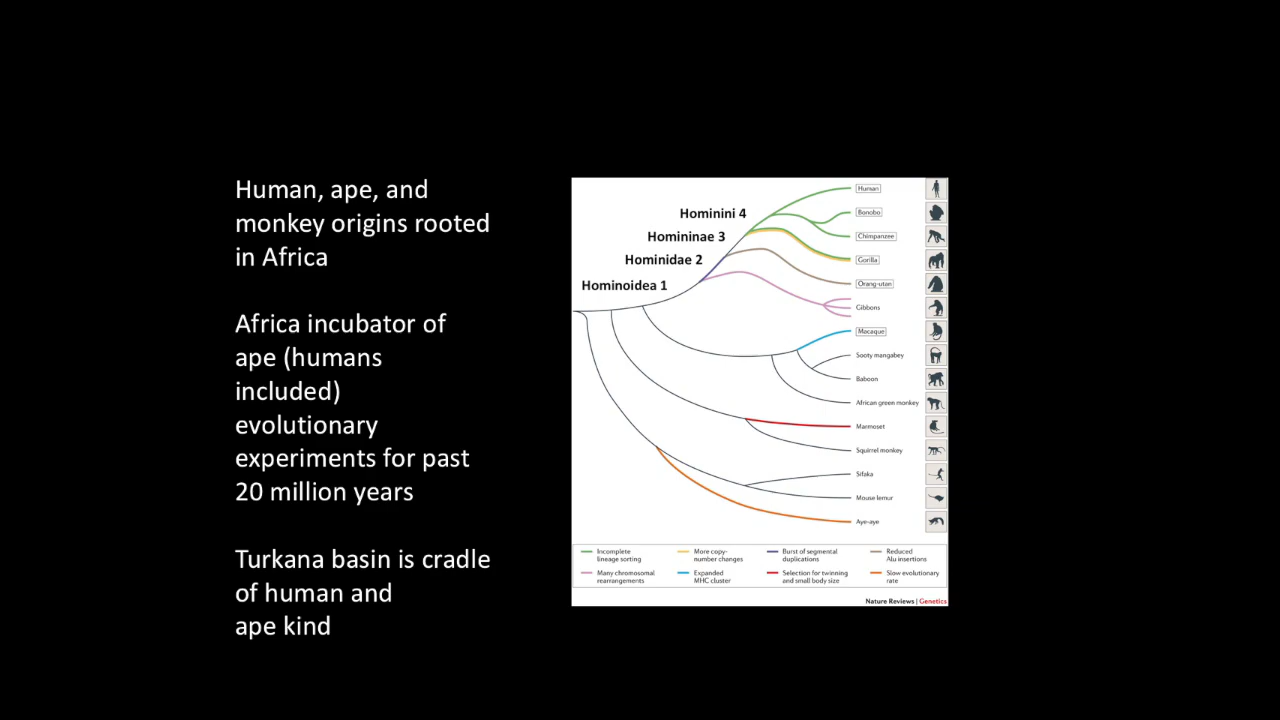 Human, ape, and
monkey origins rooted
in Africa
Africa incubator of
ape (humans
included)
evolutionary
experiments for past
20 million years
Turkana basin is cradle
of human and
ape kind
Hominini 4
Homininae 3
Hominidae 2
Hominoidea 1
Human
Bonobo
Chimpanzee
Gorilla
Orang-utan
Gibbons
Macaque
Sooty mangabey
Baboon
African green monkey
Marmoset
Squirrel monkey
Sifaka
Mouse lemur
Aye-aye
Incomplete
lineage sorting
More copy-
number changes
Burst of segmental
duplications
Reduced
Alu insertions
Many chromosomal
rearrangements
Expanded
MHC cluster
Selection for twinning
and small body size
Slow evolutionary
rate
Nature Reviews | Genetics